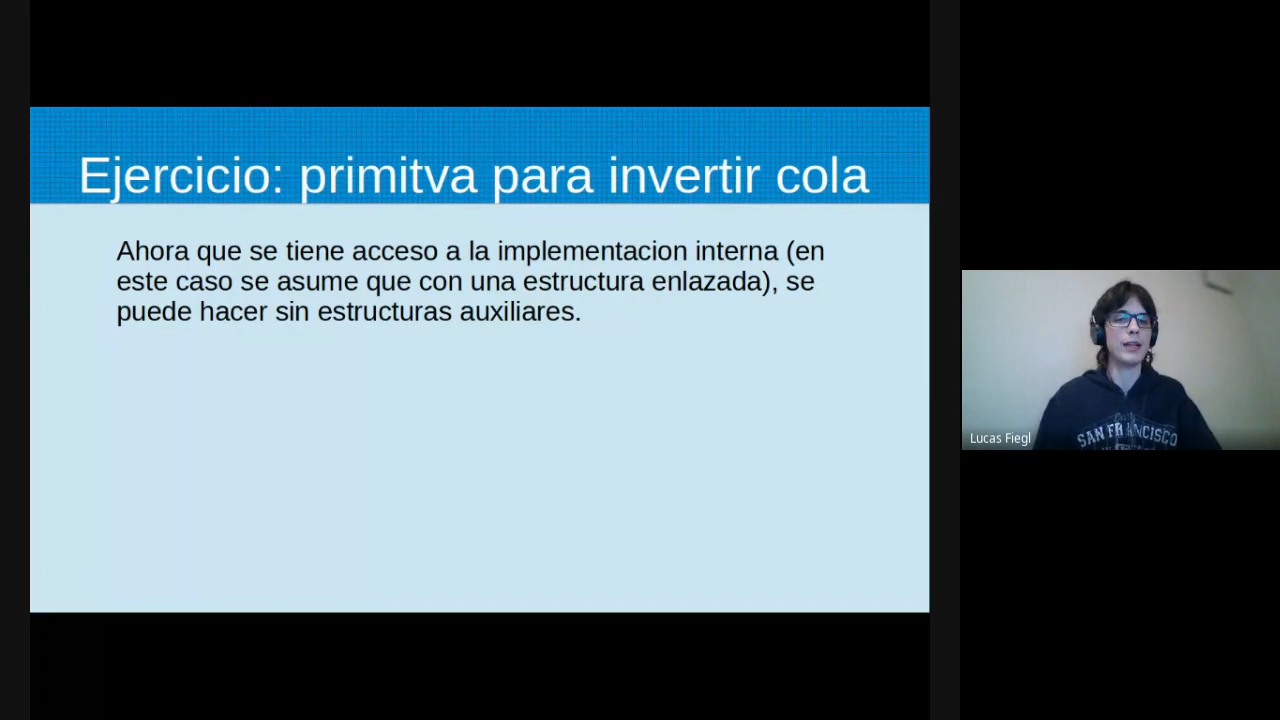 Ejercicio: primitva para invertir cola
Ahora que se tiene acceso a la implementacion interna (en
este caso se asume que con una estructura enlazada), se
puede hacer sin estructuras auxiliares.
SAN FRANCISCO
Lucas Fiegl